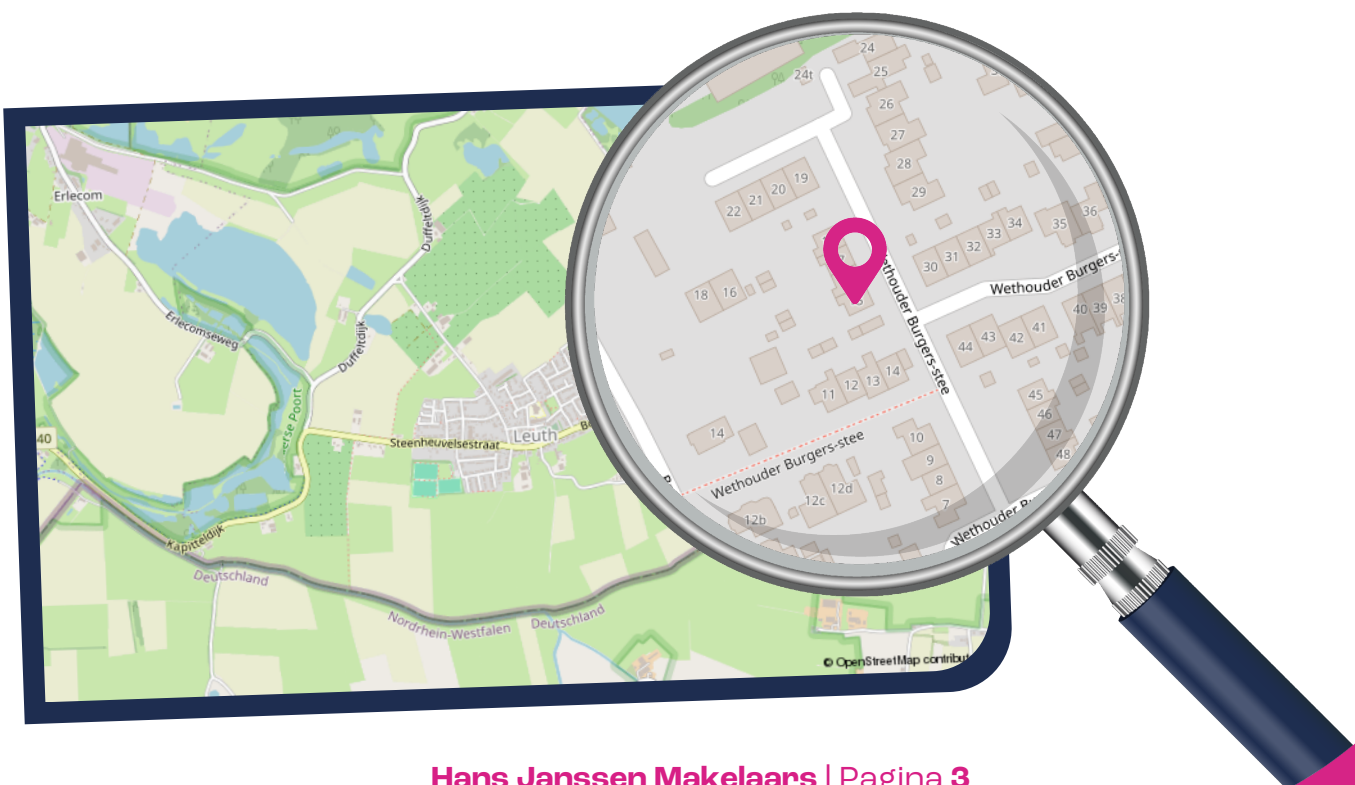 Erlecom
Duffeltdijk
Erlecomseweg
Duffeltdijk
erse Poort
Steenheuvelsestraat
Leuth
40
Kapitteldijk
Deutschland
Nordrhein-Westfalen
Deutschland
© OpenStreetMap contribut
24
24t
25
26
27
28
29
19
20
21
22
34
33
32
31
30
36
35
18
16
Wethouder Burgers-
ethouder Burgers-stee
38
39
40
41
42
43
44
14
13
12
11
14
45
46
47
48
Wethouder Burgers-stee
10
9
8
7
12d
12c
12b
Wethouder B
Hans Janssen Makelaars | Pagina 3